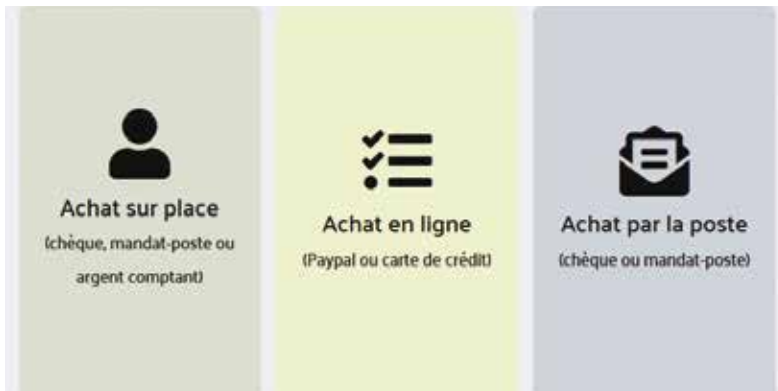 Achat sur place
(chèque, mandat-poste ou
argent comptant)
Achat en ligne
(Paypal ou carte de crédit)
Achat par la poste
(chèque ou mandat-poste)